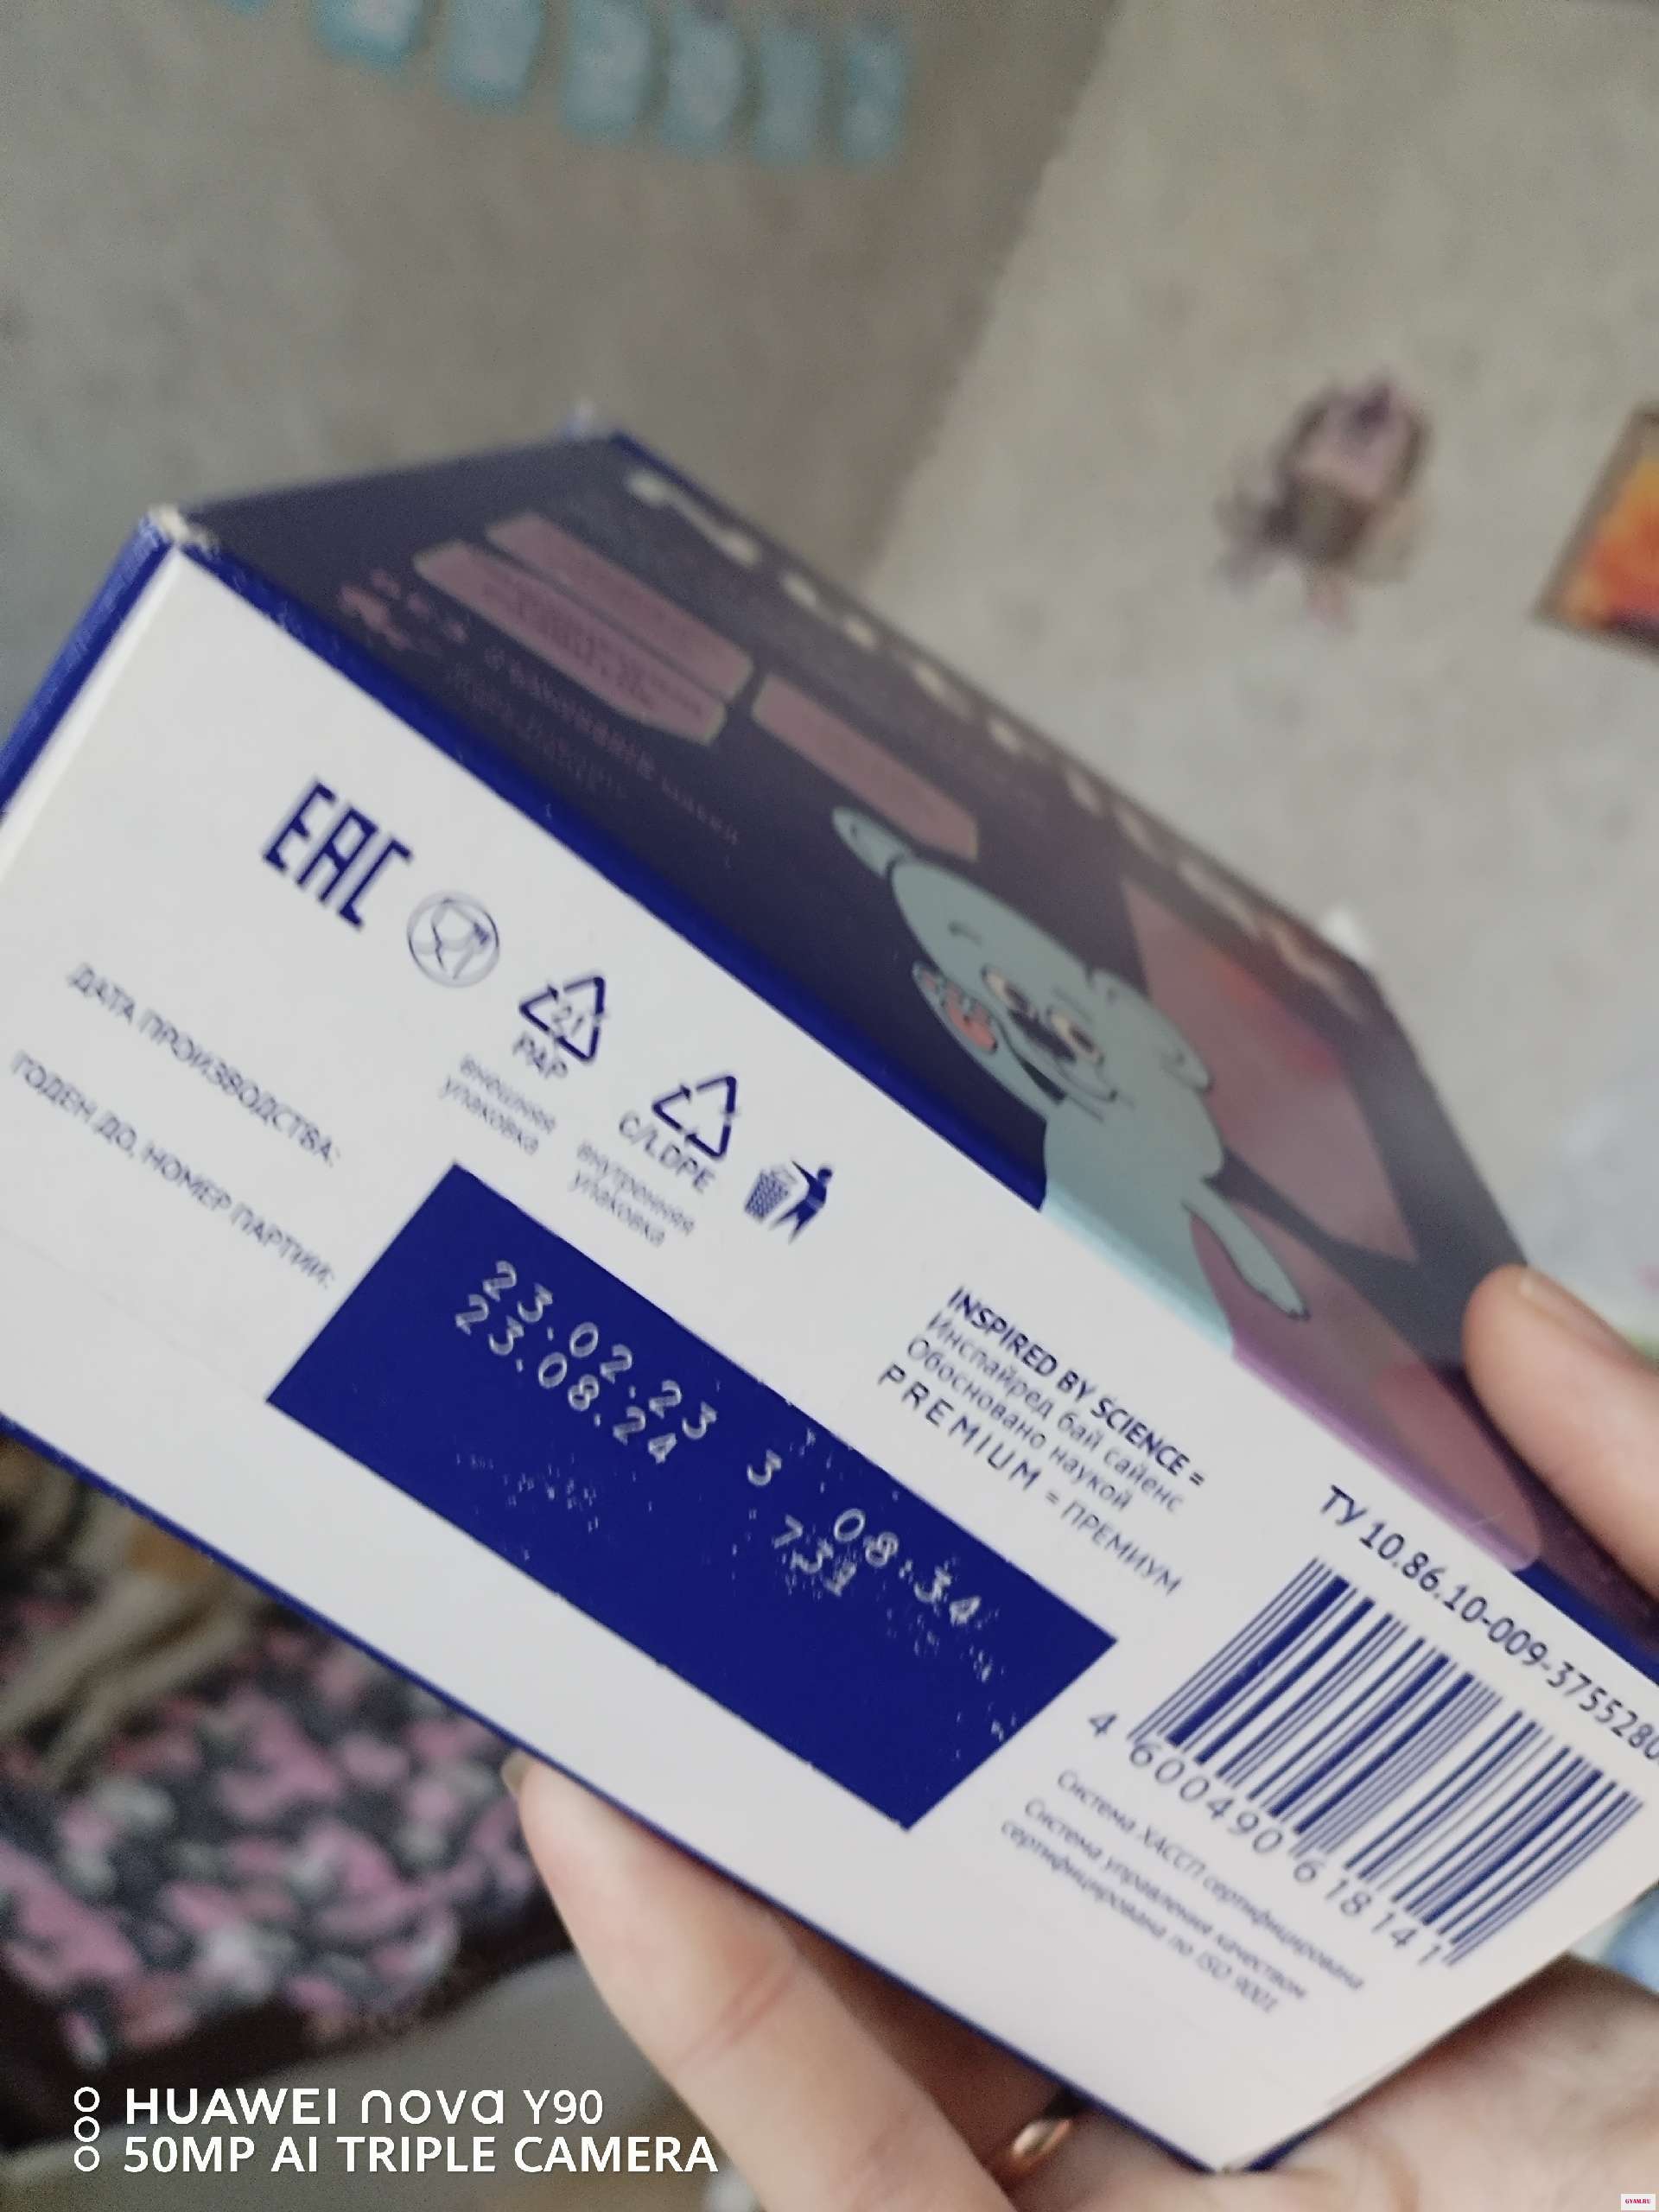 EAC
21
PAP
внешняя
упаковка
C/LDPE
внутренняя
упаковка
ДАТА ПРОИЗВОДСТВА:
ГОДЕН ДО, НОМЕР ПАРТИИ:
23.02.23 3 08:34
23.08.24
INSPIRED BY SCIENCE =
Инспайред бай сайенс
Обосновано наукой
PREMIUM = ПРЕМИУМ
ТУ 10.86.10-009-3755280
4 600490 618141
Система ХАССП сертифицирована
Система управления качеством
сертифицирована по ISO 9001
HUAWEI nova Y90
50MP AI TRIPLE CAMERA
GYAM.RU